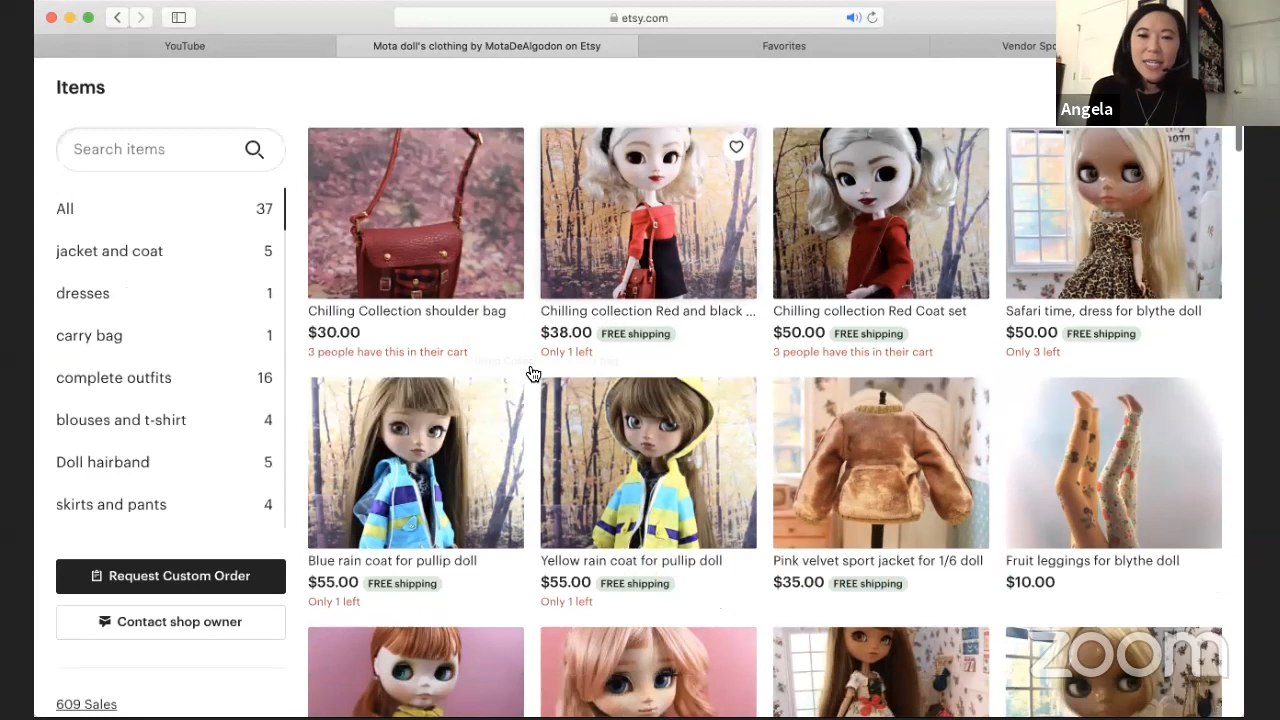 etsy.com
YouTube
Mota doll's clothing by MotaDeAlgodon on Etsy
Favorites
Vendor Spo
Angela
Items
Search items
All 37
jacket and coat 5
dresses 1
carry bag 1
complete outfits 16
blouses and t-shirt 4
Doll hairband 5
skirts and pants 4
Request Custom Order
Contact shop owner
609 Sales
Chilling Collection shoulder bag
$30.00
3 people have this in their cart
Chilling collection Red and black ...
$38.00 FREE shipping
Only 1 left
Chilling collection Red Coat set
$50.00 FREE shipping
3 people have this in their cart
Safari time, dress for blythe doll
$50.00 FREE shipping
Only 3 left
Blue rain coat for pullip doll
$55.00 FREE shipping
Only 1 left
Yellow rain coat for pullip doll
$55.00 FREE shipping
Only 1 left
Pink velvet sport jacket for 1/6 doll
$35.00 FREE shipping
Fruit leggings for blythe doll
$10.00
zoom